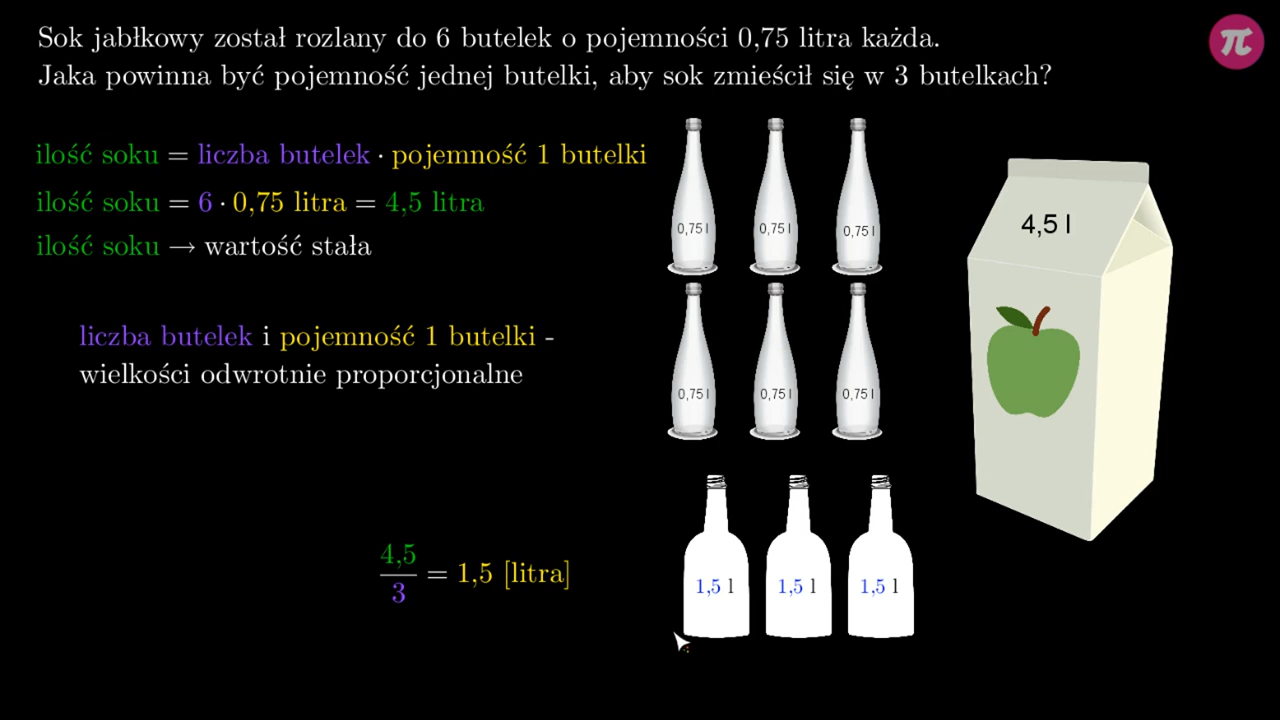 Sok jabłkowy został rozlany do 6 butelek o pojemności 0,75 litra każda.
Jaka powinna być pojemność jednej butelki, aby sok zmieścił się w 3 butelkach?
π
ilość soku = liczba butelek · pojemność 1 butelki
ilość soku = 6 · 0,75 litra = 4,5 litra
ilość soku → wartość stała
liczba butelek i pojemność 1 butelki -
wielkości odwrotnie proporcjonalne
4,5
3
= 1,5 [litra]
0,75 l 0,75 l 0,75 l
0,75 l 0,75 l 0,75 l
1,5 l 1,5 l 1,5 l
4,5 l